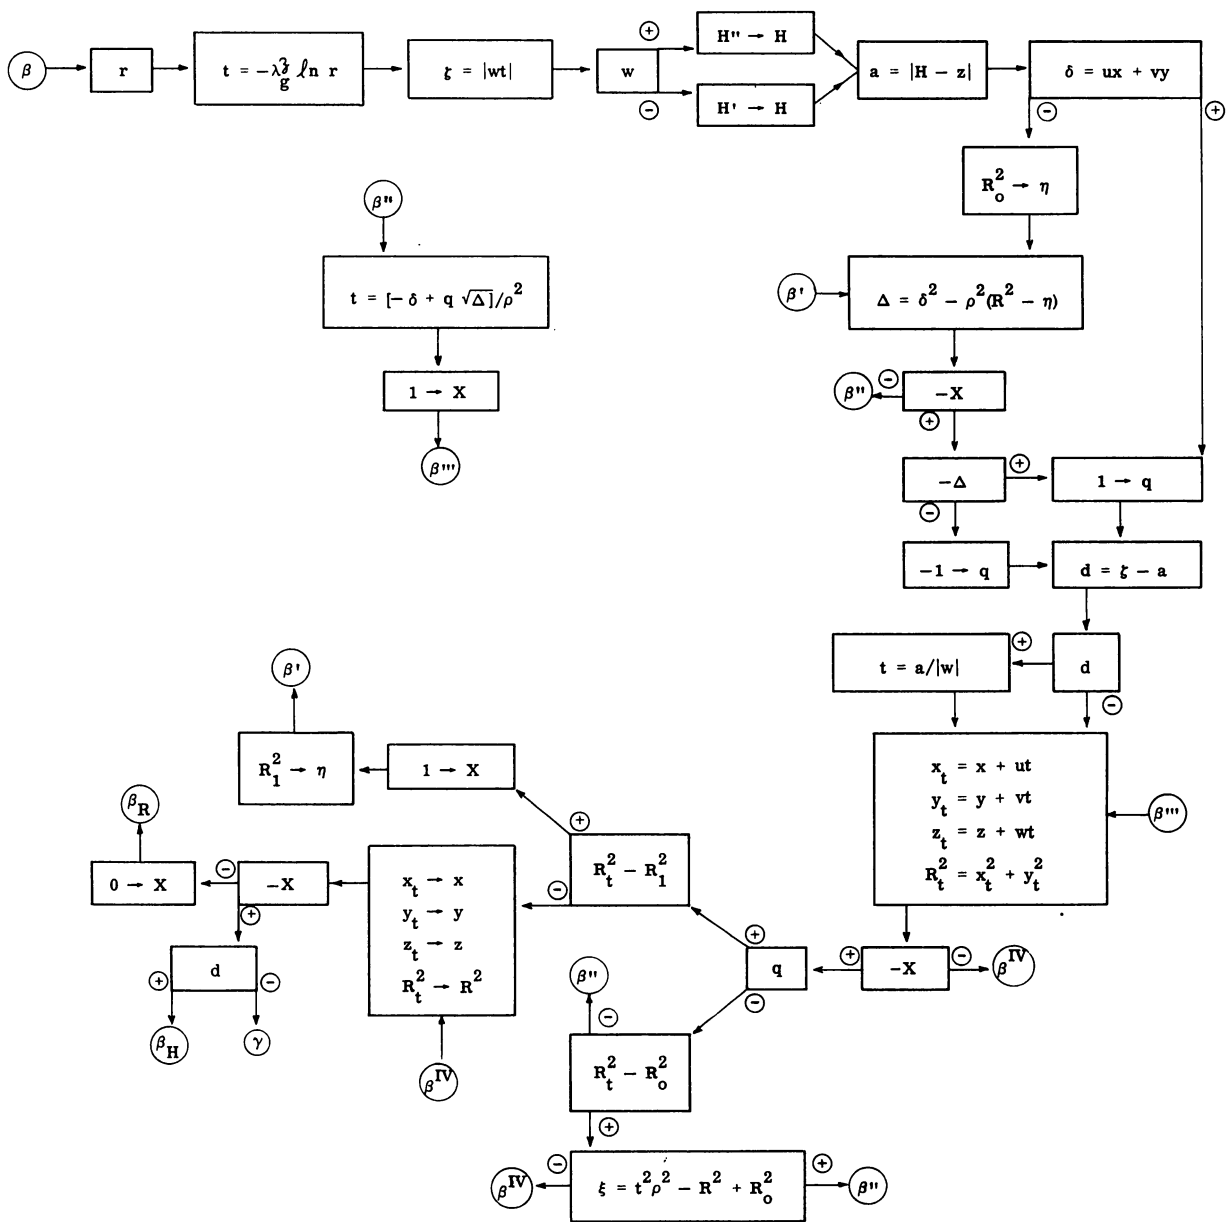 β
r
t = −λ_g^z ℓn r
ζ = |wt|
w
⊕
⊖
H'' → H
H' → H
a = |H − z|
δ = ux + vy
⊖
⊕
R_o^2 → η
β''
t = [− δ + q √Δ]/ρ^2
1 → X
β'''
β'
Δ = δ^2 − ρ^2(R^2 − η)
β''
⊖
−X
⊕
−Δ
⊕
⊖
1 → q
−1 → q
d = ζ − a
t = a/|w|
⊕
d
⊖
x_t = x + ut
y_t = y + vt
z_t = z + wt
R_t^2 = x_t^2 + y_t^2
β'''
β'
R_1^2 → η
1 → X
⊕
R_t^2 − R_1^2
⊖
β_R
0 → X
⊖
−X
⊕
x_t → x
y_t → y
z_t → z
R_t^2 → R^2
⊕
d
⊖
β_H
γ
β^IV
⊕
q
⊖
⊕
−X
⊖
β^IV
β''
⊖
R_t^2 − R_o^2
⊕
β^IV
⊖
ξ = t^2ρ^2 − R^2 + R_o^2
⊕
β''